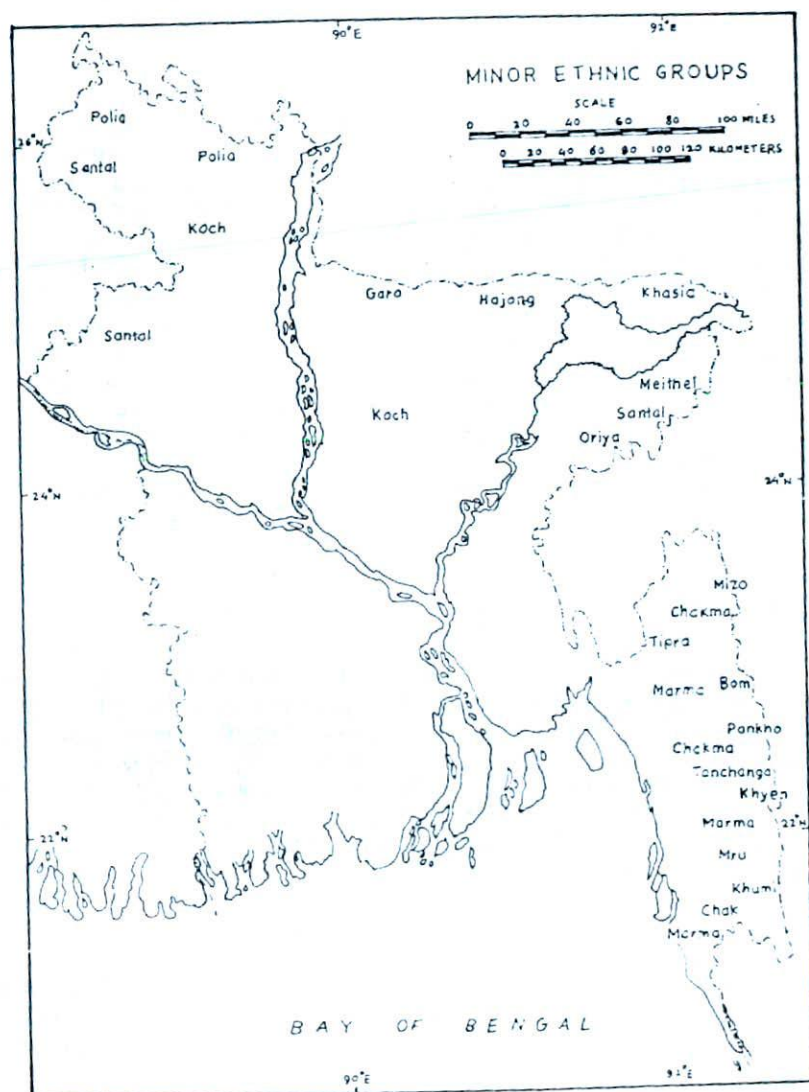 90°E
92°E
MINOR ETHNIC GROUPS
SCALE
0 20 40 60 80 100 MILES
0 20 40 60 80 100 120 KILOMETERS
Polia
26°N
Polia
Santal
Koch
Garo
Hajong
Khasia
Santal
Meithei
Santal
Koch
Oriya
24°N
24°N
Mizo
Chakma
Tipra
Marma
Bom
Pankho
Chakma
Tanchanga
Khyen
22°N
Marma
22°N
Mru
Khumi
Chak
Marma
BAY OF BENGAL
90°E
92°E